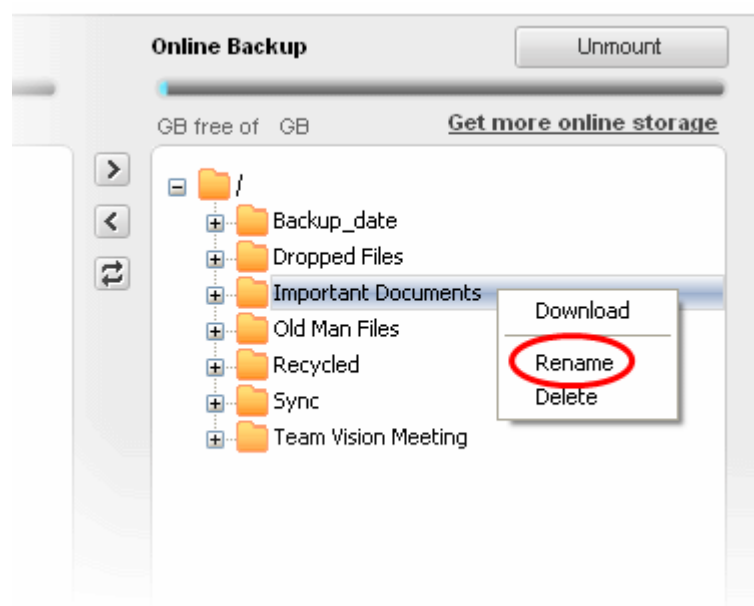 Online Backup
Unmount
GB free of GB
Get more online storage
/
Backup_date
Dropped Files
Important Documents
Download
Old Man Files
Rename
Recycled
Delete
Sync
Team Vision Meeting